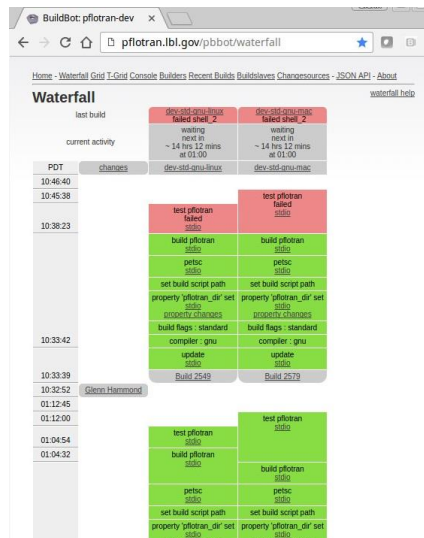 BuildBot: pflotran-dev
pflotran.lbl.gov/pbbot/waterfall
Home - Waterfall Grid T-Grid Console Builders Recent Builds Buildslaves Changesources - JSON API - About
Waterfall
waterfall help
last build
dev-std-gnu-linux
failed shell_2
dev-std-gnu-mac
failed shell_2
current activity
waiting
next in
~ 14 hrs 12 mins
at 01:00
waiting
next in
~ 14 hrs 12 mins
at 01:00
PDT changes dev-std-gnu-linux dev-std-gnu-mac
10:46:40
10:45:38
test pflotran
failed
stdio
test pflotran
failed
stdio
10:38:23
build pflotran
stdio
build pflotran
stdio
petsc
stdio
petsc
stdio
set build script path
set build script path
property 'pflotran_dir' set
stdio
property changes
property 'pflotran_dir' set
stdio
property changes
build flags : standard
build flags : standard
10:33:42
compiler : gnu
compiler : gnu
update
stdio
update
stdio
10:33:39
Build 2549
Build 2579
10:32:52
Glenn Hammond
01:12:45
01:12:00
test pflotran
stdio
01:04:54
test pflotran
stdio
01:04:32
build pflotran
stdio
build pflotran
stdio
petsc
stdio
petsc
stdio
set build script path
set build script path
property 'pflotran_dir' set
stdio
property 'pflotran_dir' set
stdio